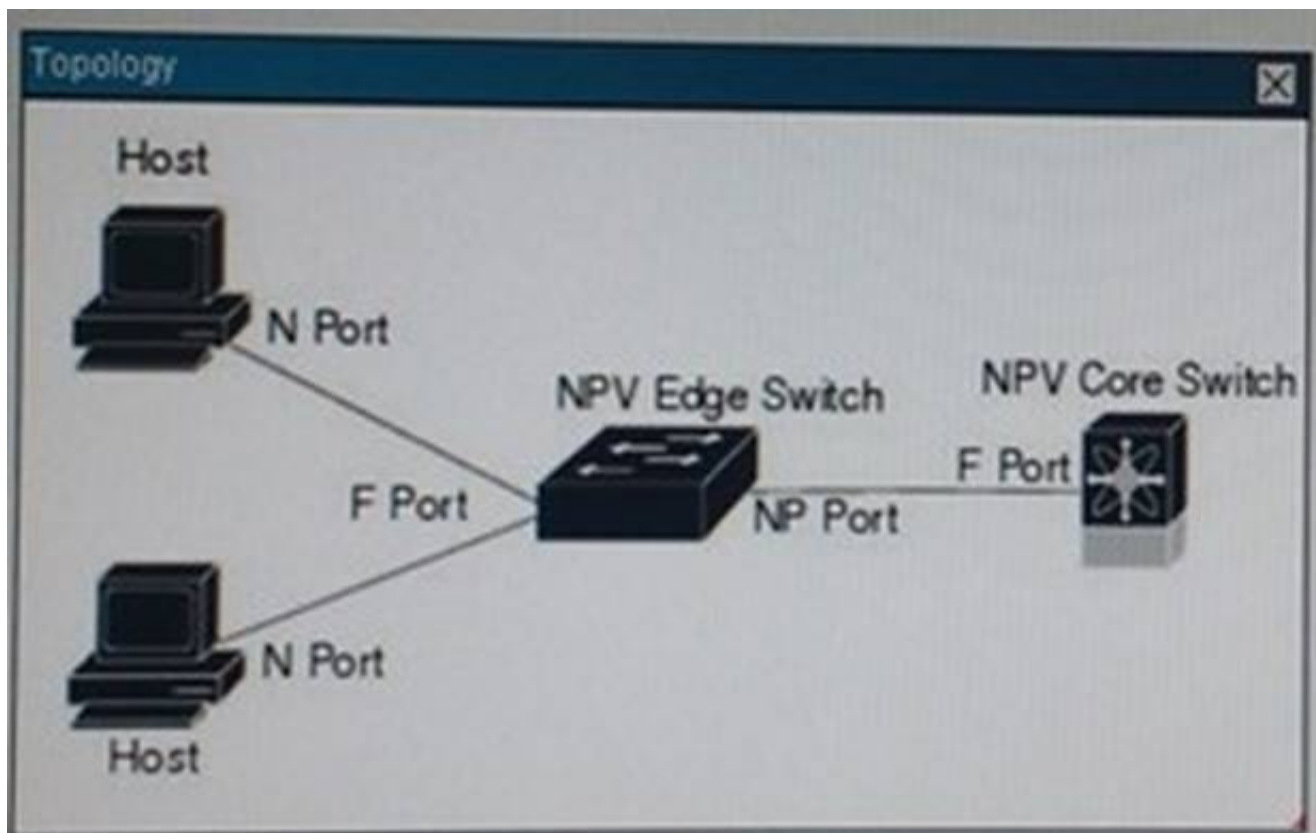 Topology
Host
N Port
NPV Edge Switch
NPV Core Switch
F Port
F Port
NP Port
N Port
Host